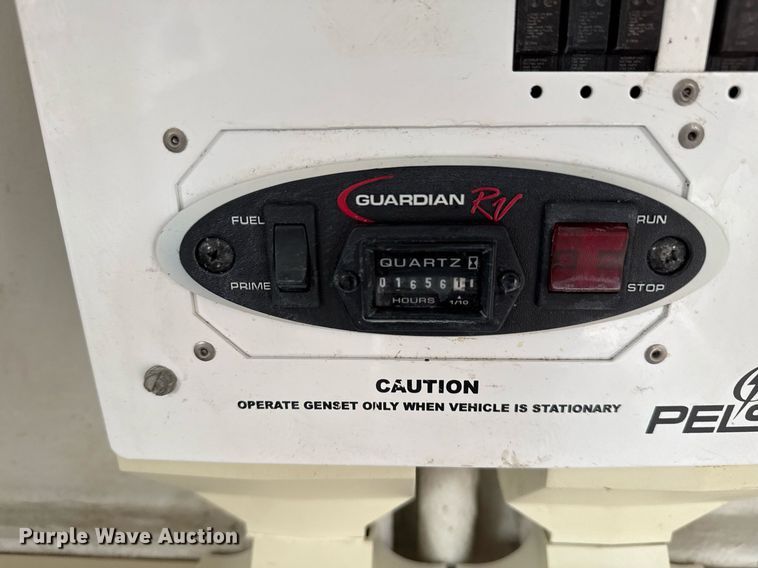 GUARDIAN RV
FUEL
RUN
QUARTZ
01656
PRIME
STOP
HOURS 1/10
CAUTION
OPERATE GENSET ONLY WHEN VEHICLE IS STATIONARY
Purple Wave Auction